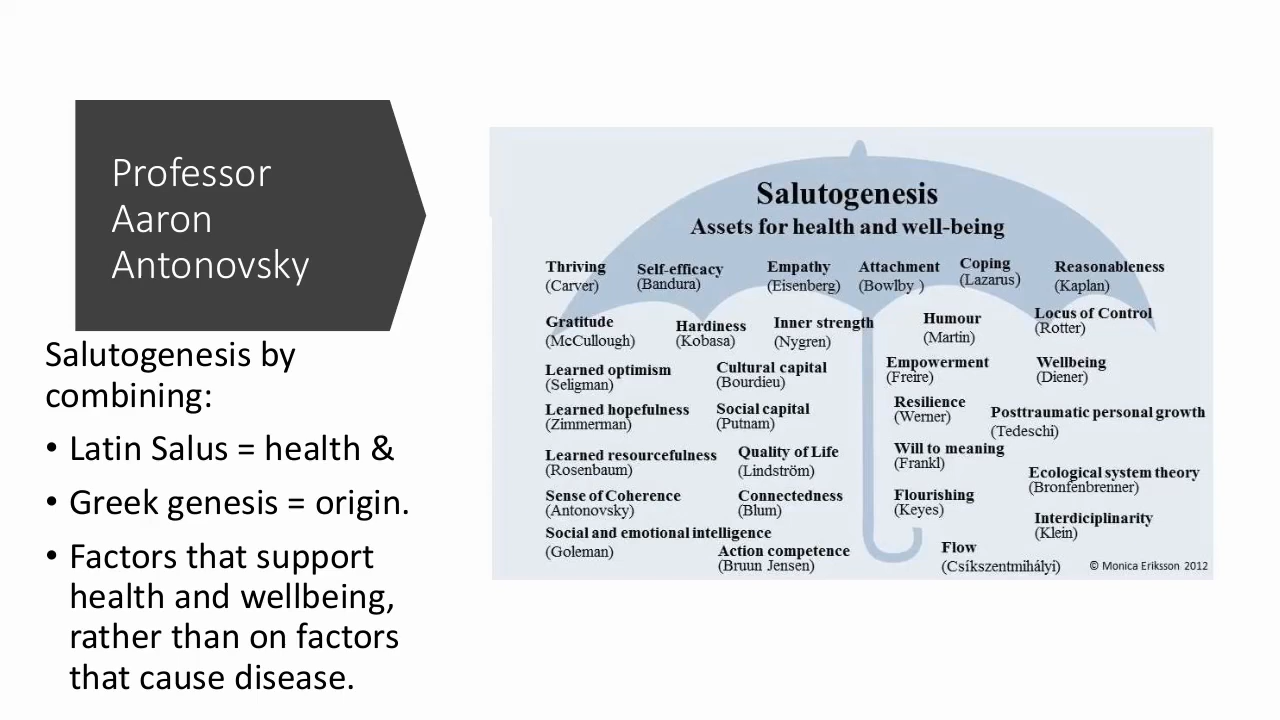 Professor
Aaron
Antonovsky
Salutogenesis by
combining:
• Latin Salus = health &
• Greek genesis = origin.
• Factors that support
health and wellbeing,
rather than on factors
that cause disease.
Salutogenesis
Assets for health and well-being
Thriving
(Carver)
Self-efficacy
(Bandura)
Empathy
(Eisenberg)
Attachment
(Bowlby )
Coping
(Lazarus)
Reasonableness
(Kaplan)
Gratitude
(McCullough)
Hardiness
(Kobasa)
Inner strength
(Nygren)
Humour
(Martin)
Locus of Control
(Rotter)
Learned optimism
(Seligman)
Cultural capital
(Bourdieu)
Empowerment
(Freire)
Wellbeing
(Diener)
Learned hopefulness
(Zimmerman)
Social capital
(Putnam)
Resilience
(Werner)
Posttraumatic personal growth
(Tedeschi)
Learned resourcefulness
(Rosenbaum)
Quality of Life
(Lindström)
Will to meaning
(Frankl)
Ecological system theory
(Bronfenbrenner)
Sense of Coherence
(Antonovsky)
Connectedness
(Blum)
Flourishing
(Keyes)
Interdiciplinarity
(Klein)
Social and emotional intelligence
(Goleman)
Action competence
(Bruun Jensen)
Flow
(Csíkszentmihályi)
© Monica Eriksson 2012